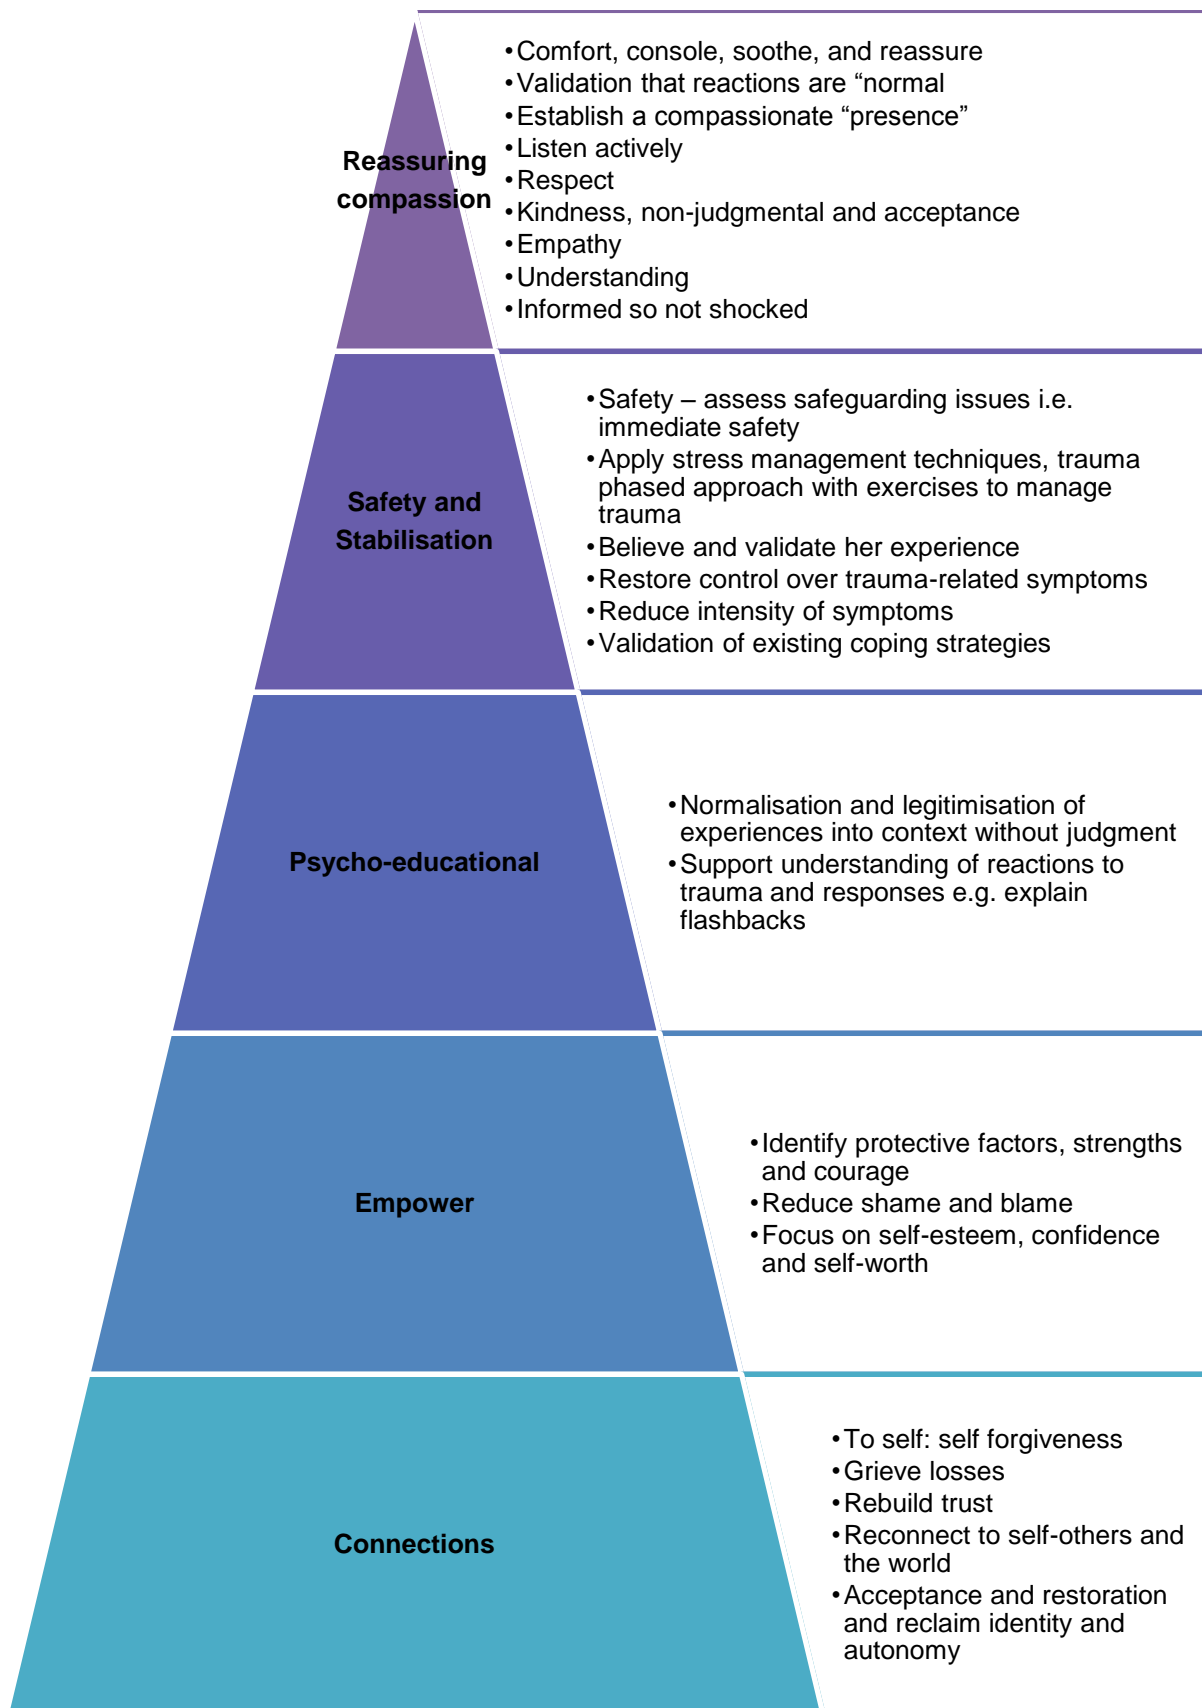 Reassuring
compassion
•Comfort, console, soothe, and reassure
•Validation that reactions are “normal
•Establish a compassionate “presence”
•Listen actively
•Respect
•Kindness, non-judgmental and acceptance
•Empathy
•Understanding
•Informed so not shocked
Safety and
Stabilisation
•Safety – assess safeguarding issues i.e.
immediate safety
•Apply stress management techniques, trauma
phased approach with exercises to manage
trauma
•Believe and validate her experience
•Restore control over trauma-related symptoms
•Reduce intensity of symptoms
•Validation of existing coping strategies
Psycho-educational
•Normalisation and legitimisation of
experiences into context without judgment
•Support understanding of reactions to
trauma and responses e.g. explain
flashbacks
Empower
•Identify protective factors, strengths
and courage
•Reduce shame and blame
•Focus on self-esteem, confidence
and self-worth
Connections
•To self: self forgiveness
•Grieve losses
•Rebuild trust
•Reconnect to self-others and
the world
•Acceptance and restoration
and reclaim identity and
autonomy